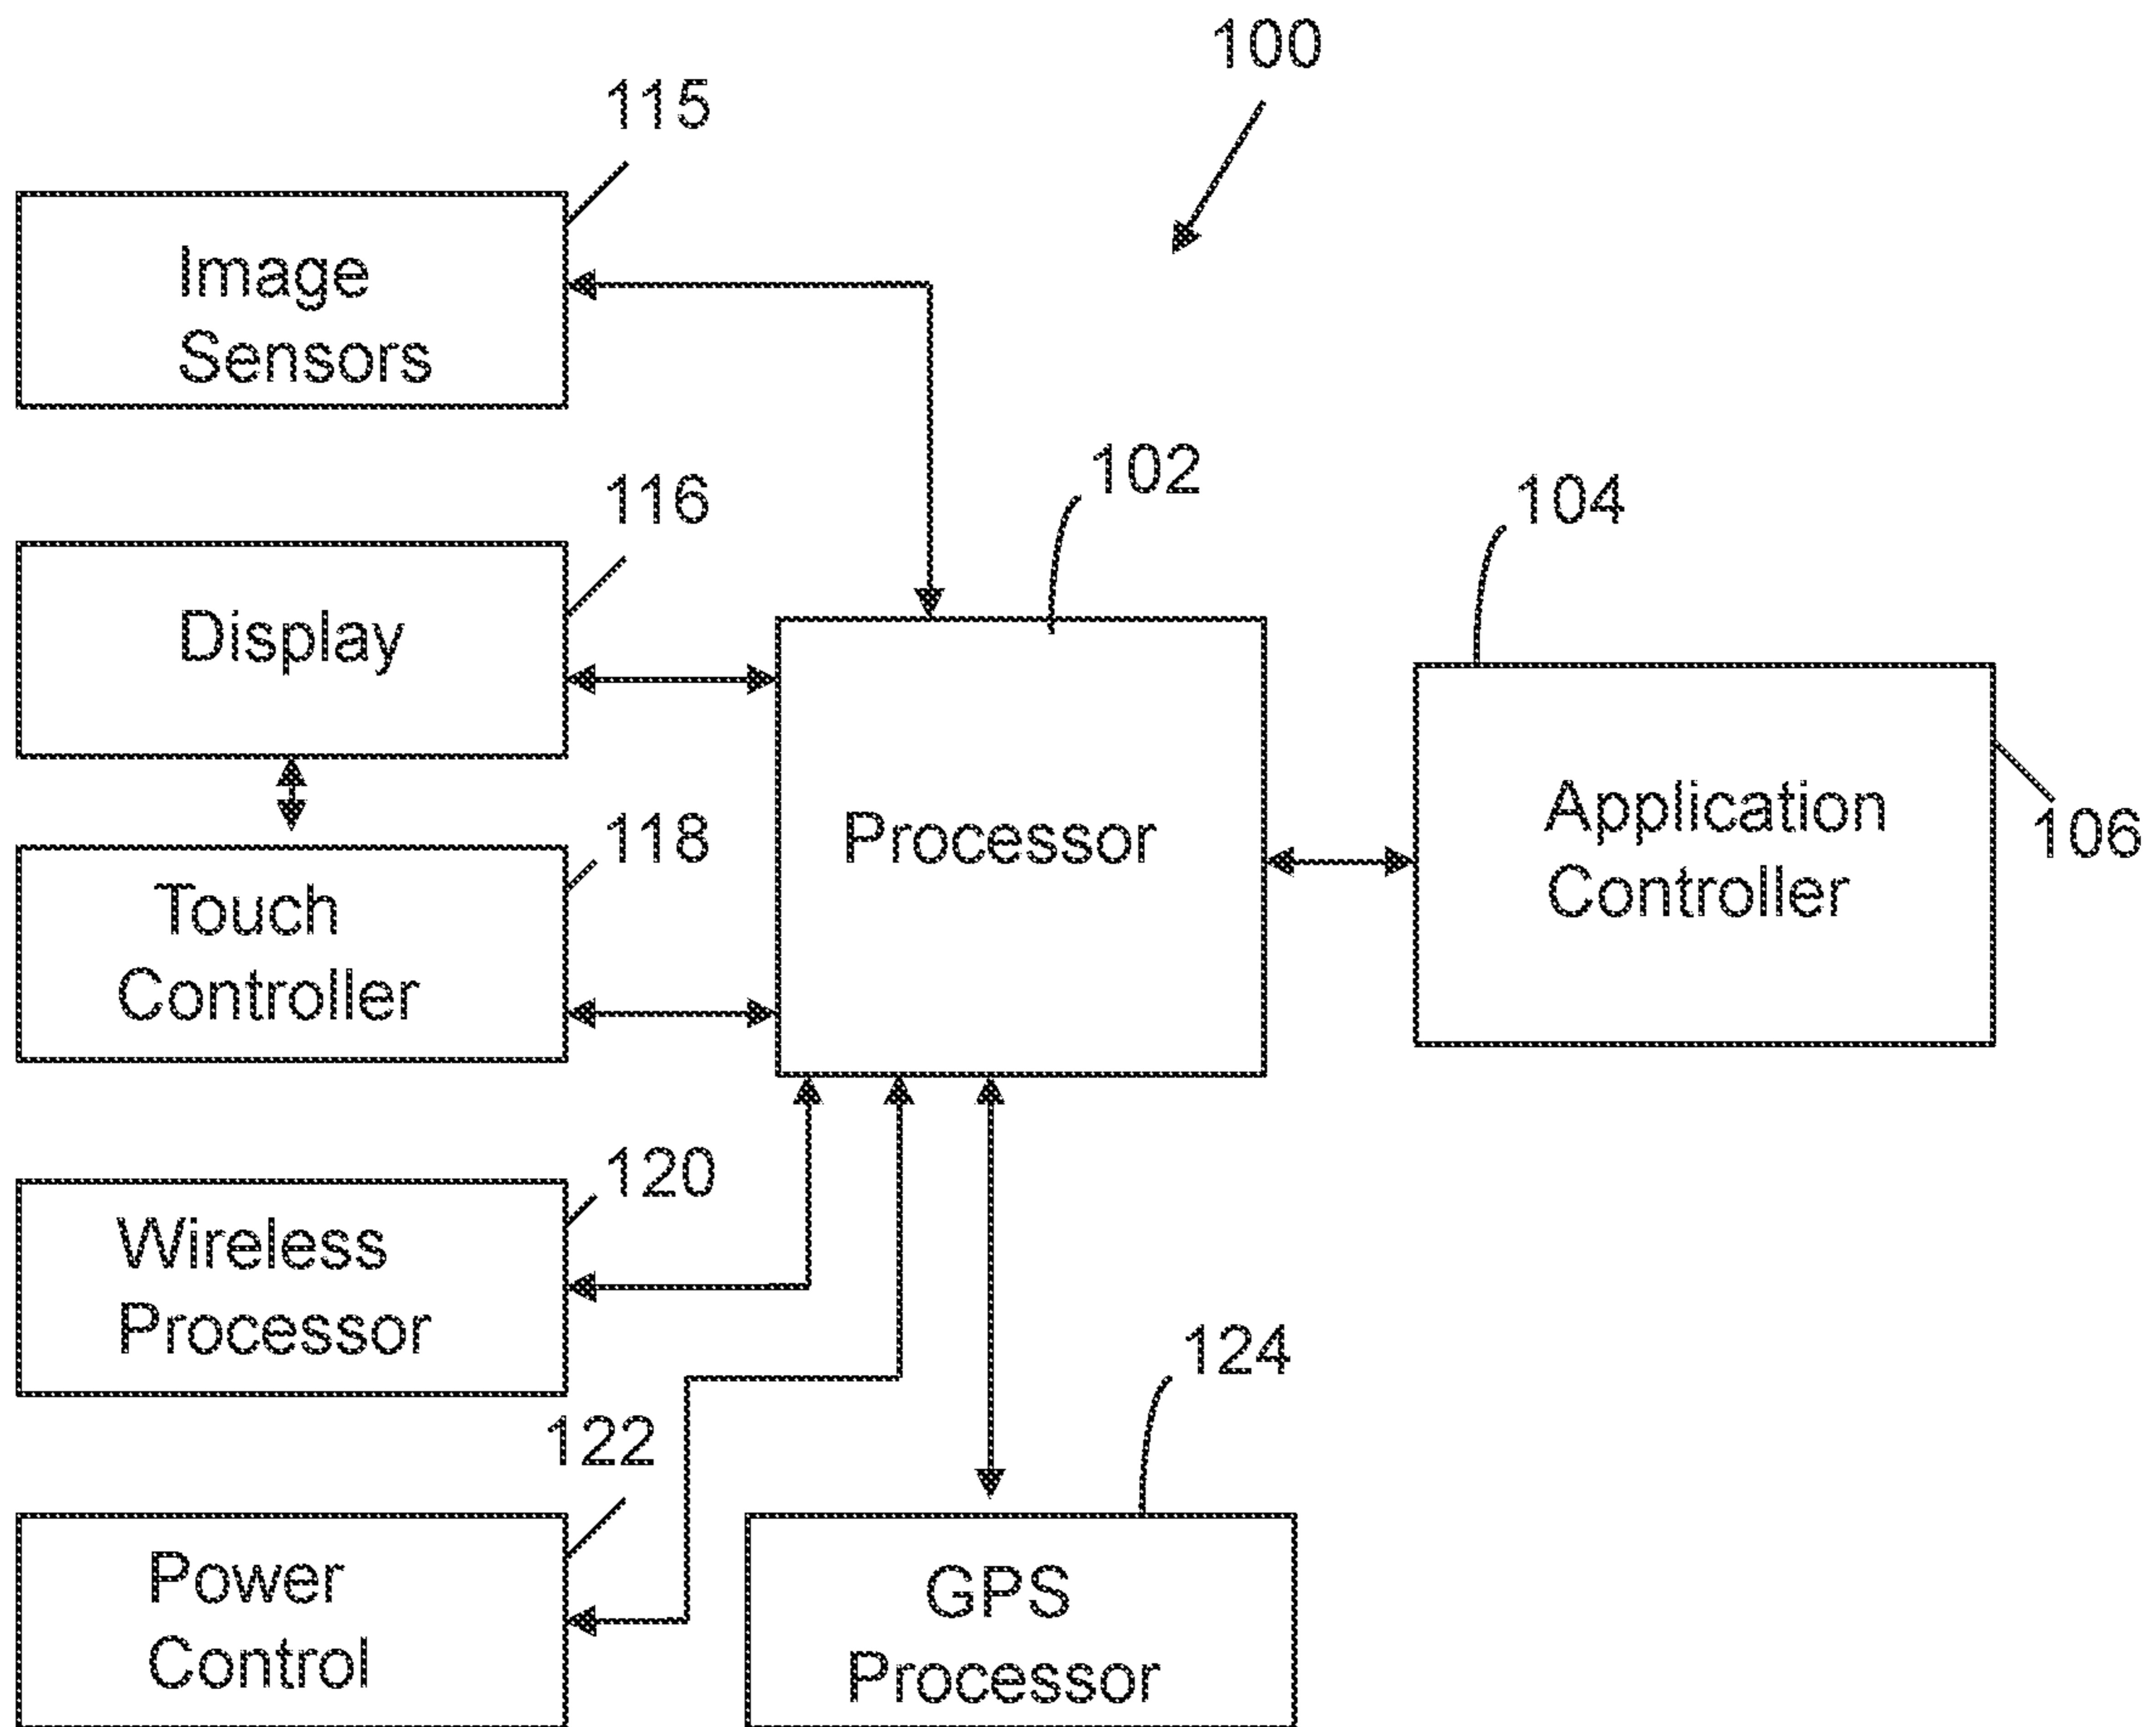 100
115
Image
Sensors
102
104
116
Display
Processor
Application
Controller
106
118
Touch
Controller
120
Wireless
Processor
124
122
Power
Control
GPS
Processor